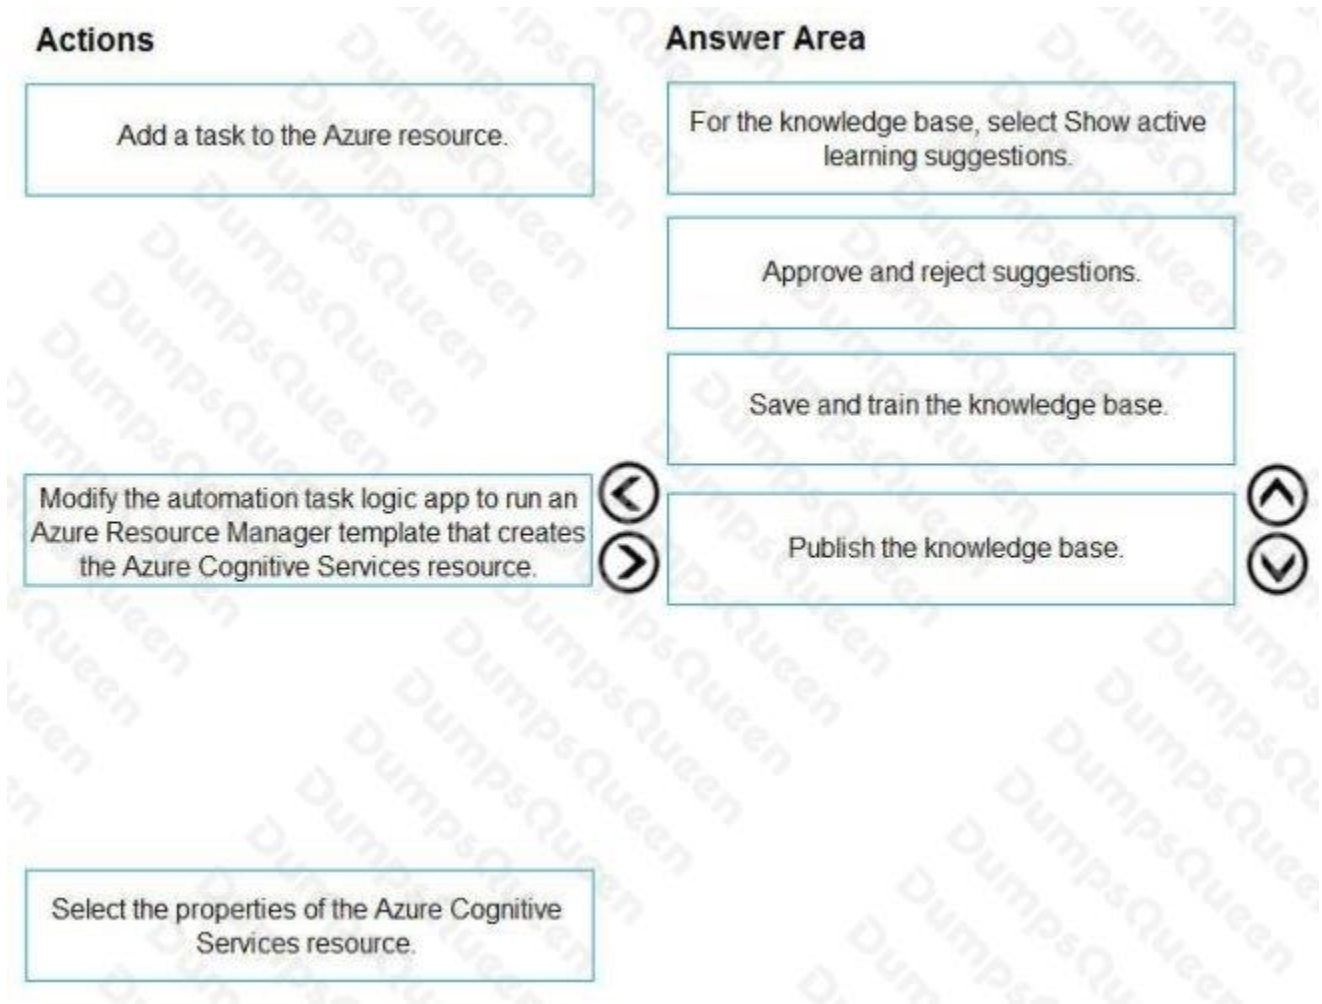 Actions
Answer Area
Add a task to the Azure resource.
For the knowledge base, select Show active
learning suggestions.
Approve and reject suggestions.
Save and train the knowledge base.
Modify the automation task logic app to run an
Azure Resource Manager template that creates
the Azure Cognitive Services resource.
Publish the knowledge base.
Select the properties of the Azure Cognitive
Services resource.
DumpsQueen